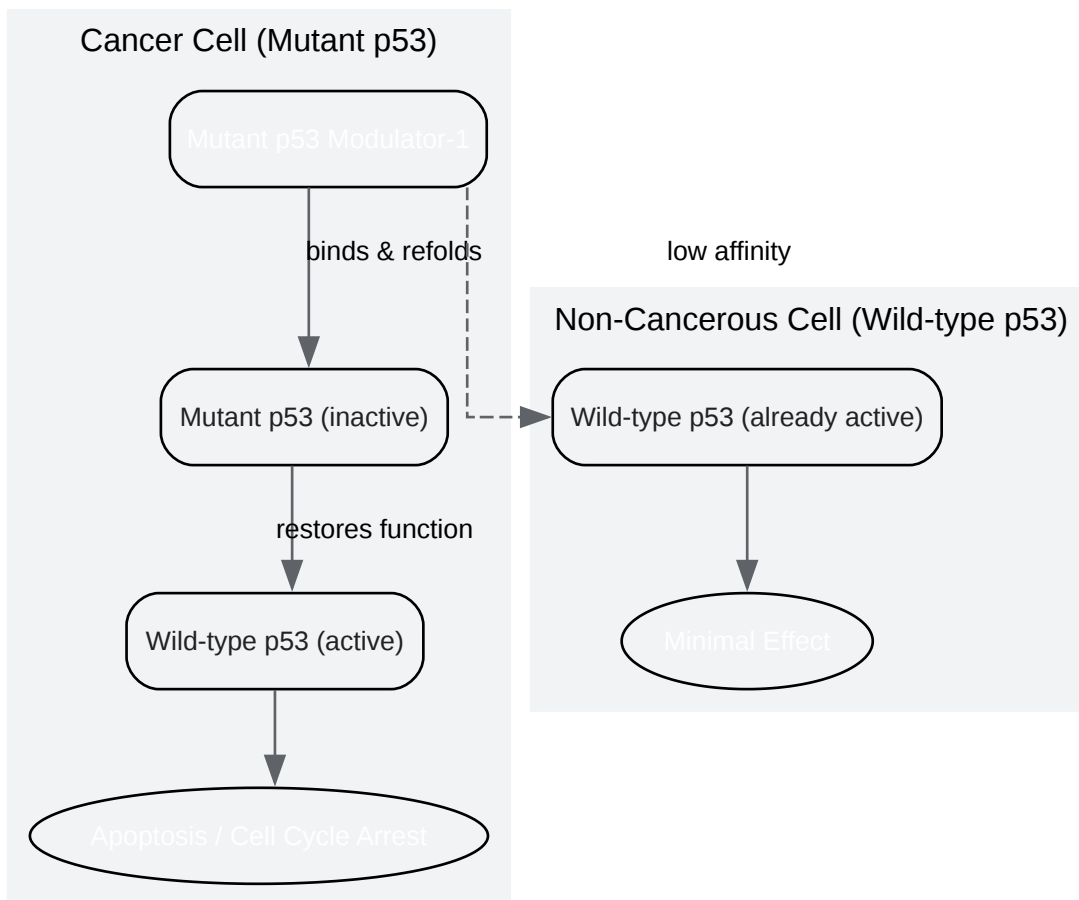 Cancer Cell (Mutant p53)
Mutant p53 Modulator-1
binds & refolds
low affinity
Non-Cancerous Cell (Wild-type p53)
Mutant p53 (inactive)
Wild-type p53 (already active)
restores function
Wild-type p53 (active)
Minimal Effect
Apoptosis / Cell Cycle Arrest